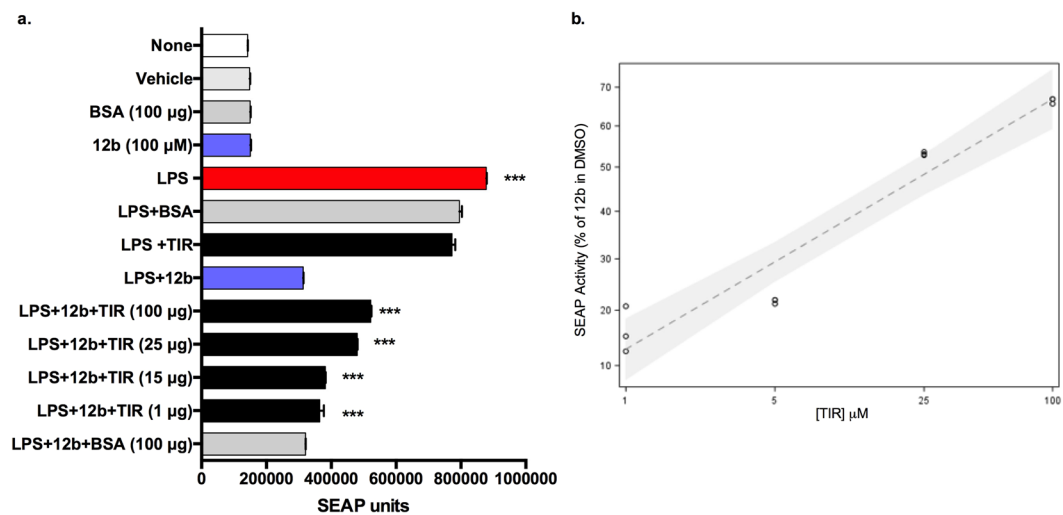 a.
None
Vehicle
BSA (100 µg)
12b (100 µM)
LPS
***
LPS+BSA
LPS +TIR
LPS+12b
LPS+12b+TIR (100 µg)
***
LPS+12b+TIR (25 µg)
***
LPS+12b+TIR (15 µg)
***
LPS+12b+TIR (1 µg)
***
LPS+12b+BSA (100 µg)
0 200000 400000 600000 800000 1000000
SEAP units
b.
SEAP Activity (% of 12b in DMSO)
70
60
50
40
30
20
10
1 5 25 100
[TIR] µM